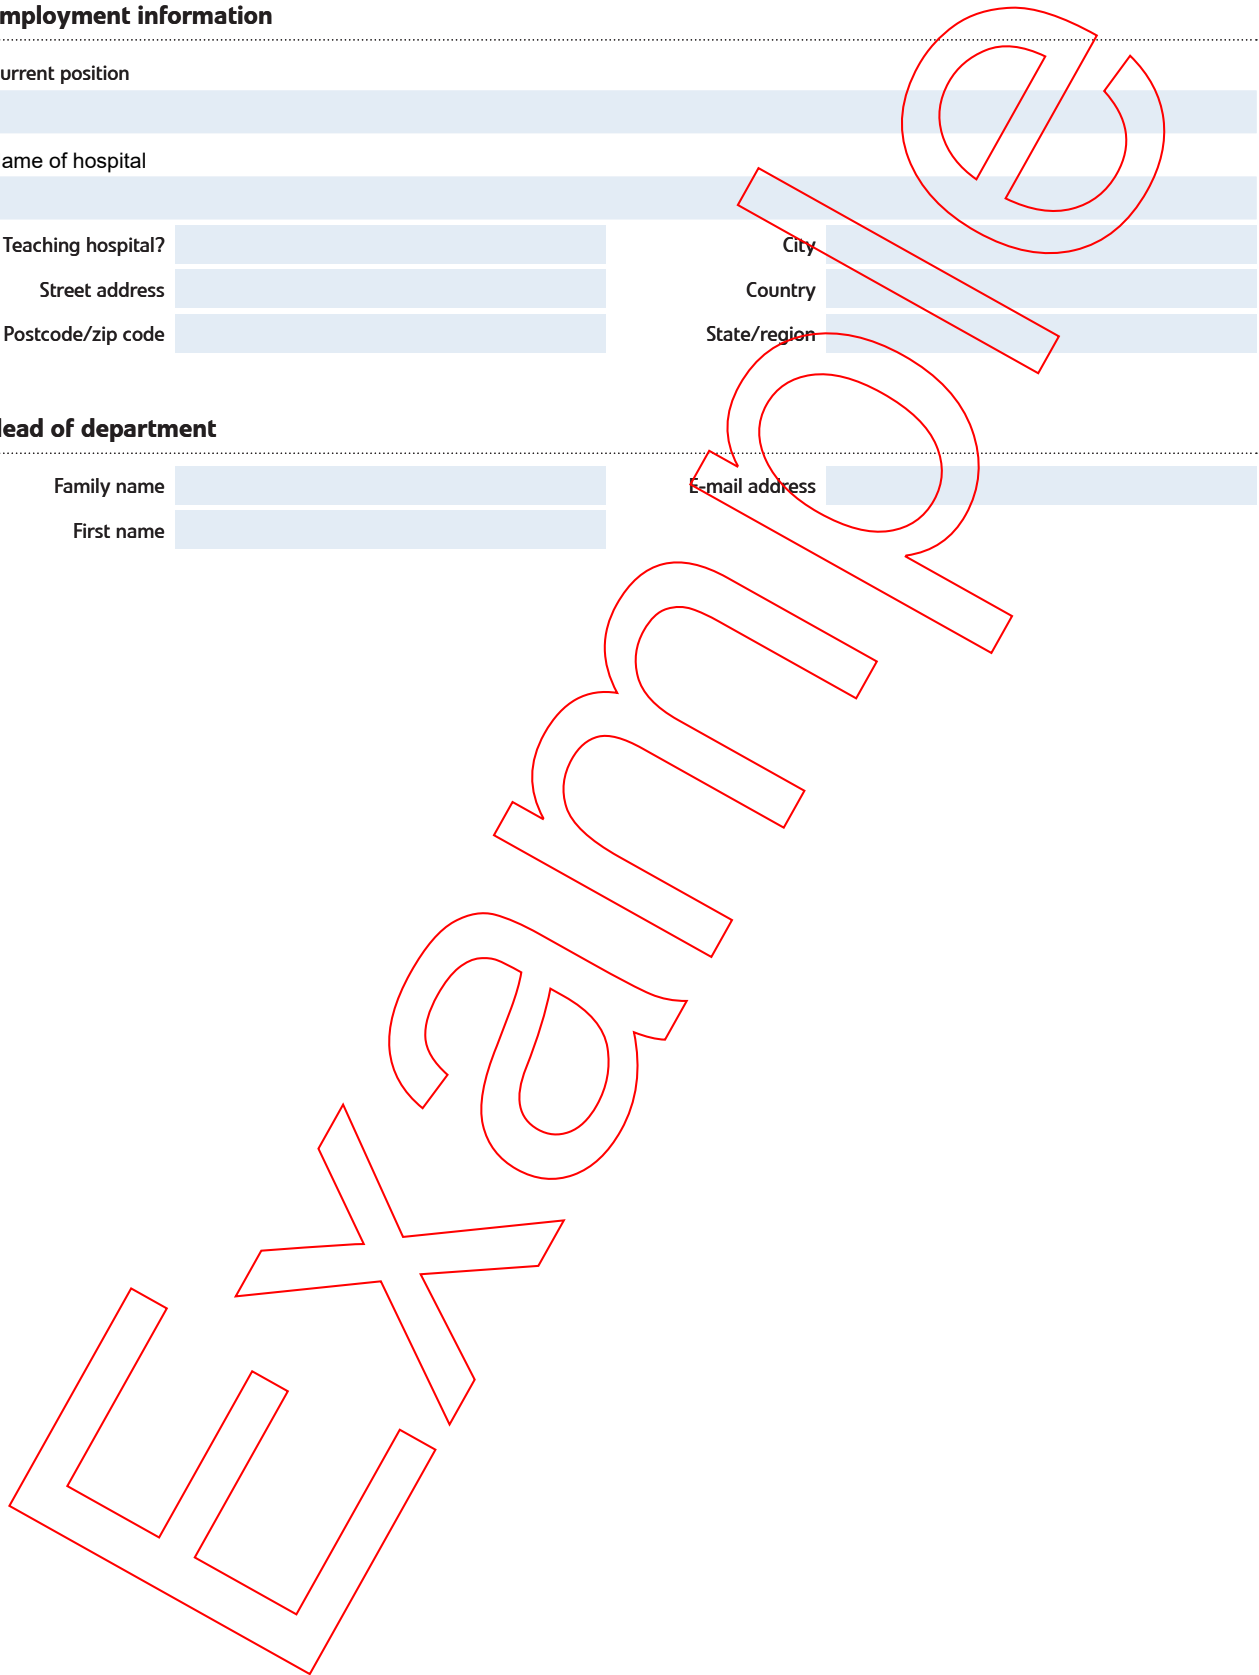 mployment information
urrent position
ame of hospital
Teaching hospital?
City
Street address
Country
Postcode/zip code
State/region
ead of department
Family name
E-mail address
First name
Example